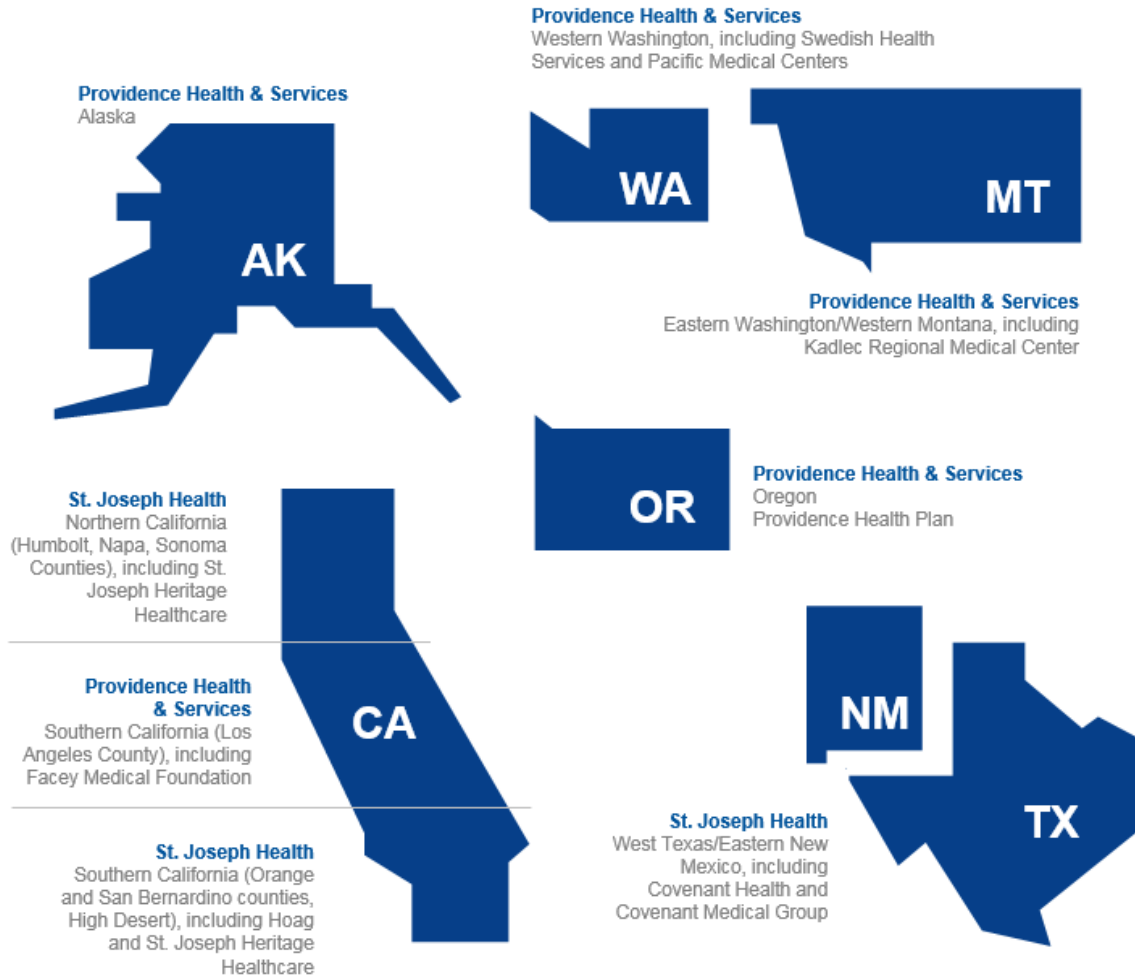 Providence Health & Services
Western Washington, including Swedish Health
Services and Pacific Medical Centers
Providence Health & Services
Alaska
WA
MT
AK
Providence Health & Services
Eastern Washington/Western Montana, including
Kadlec Regional Medical Center
OR
Providence Health & Services
Oregon
Providence Health Plan
St. Joseph Health
Northern California
(Humbolt, Napa, Sonoma
Counties), including St.
Joseph Heritage
Healthcare
Providence Health
& Services
Southern California (Los
Angeles County), including
Facey Medical Foundation
CA
NM
TX
St. Joseph Health
West Texas/Eastern New
Mexico, including
Covenant Health and
Covenant Medical Group
St. Joseph Health
Southern California (Orange
and San Bernardino counties,
High Desert), including Hoag
and St. Joseph Heritage
Healthcare